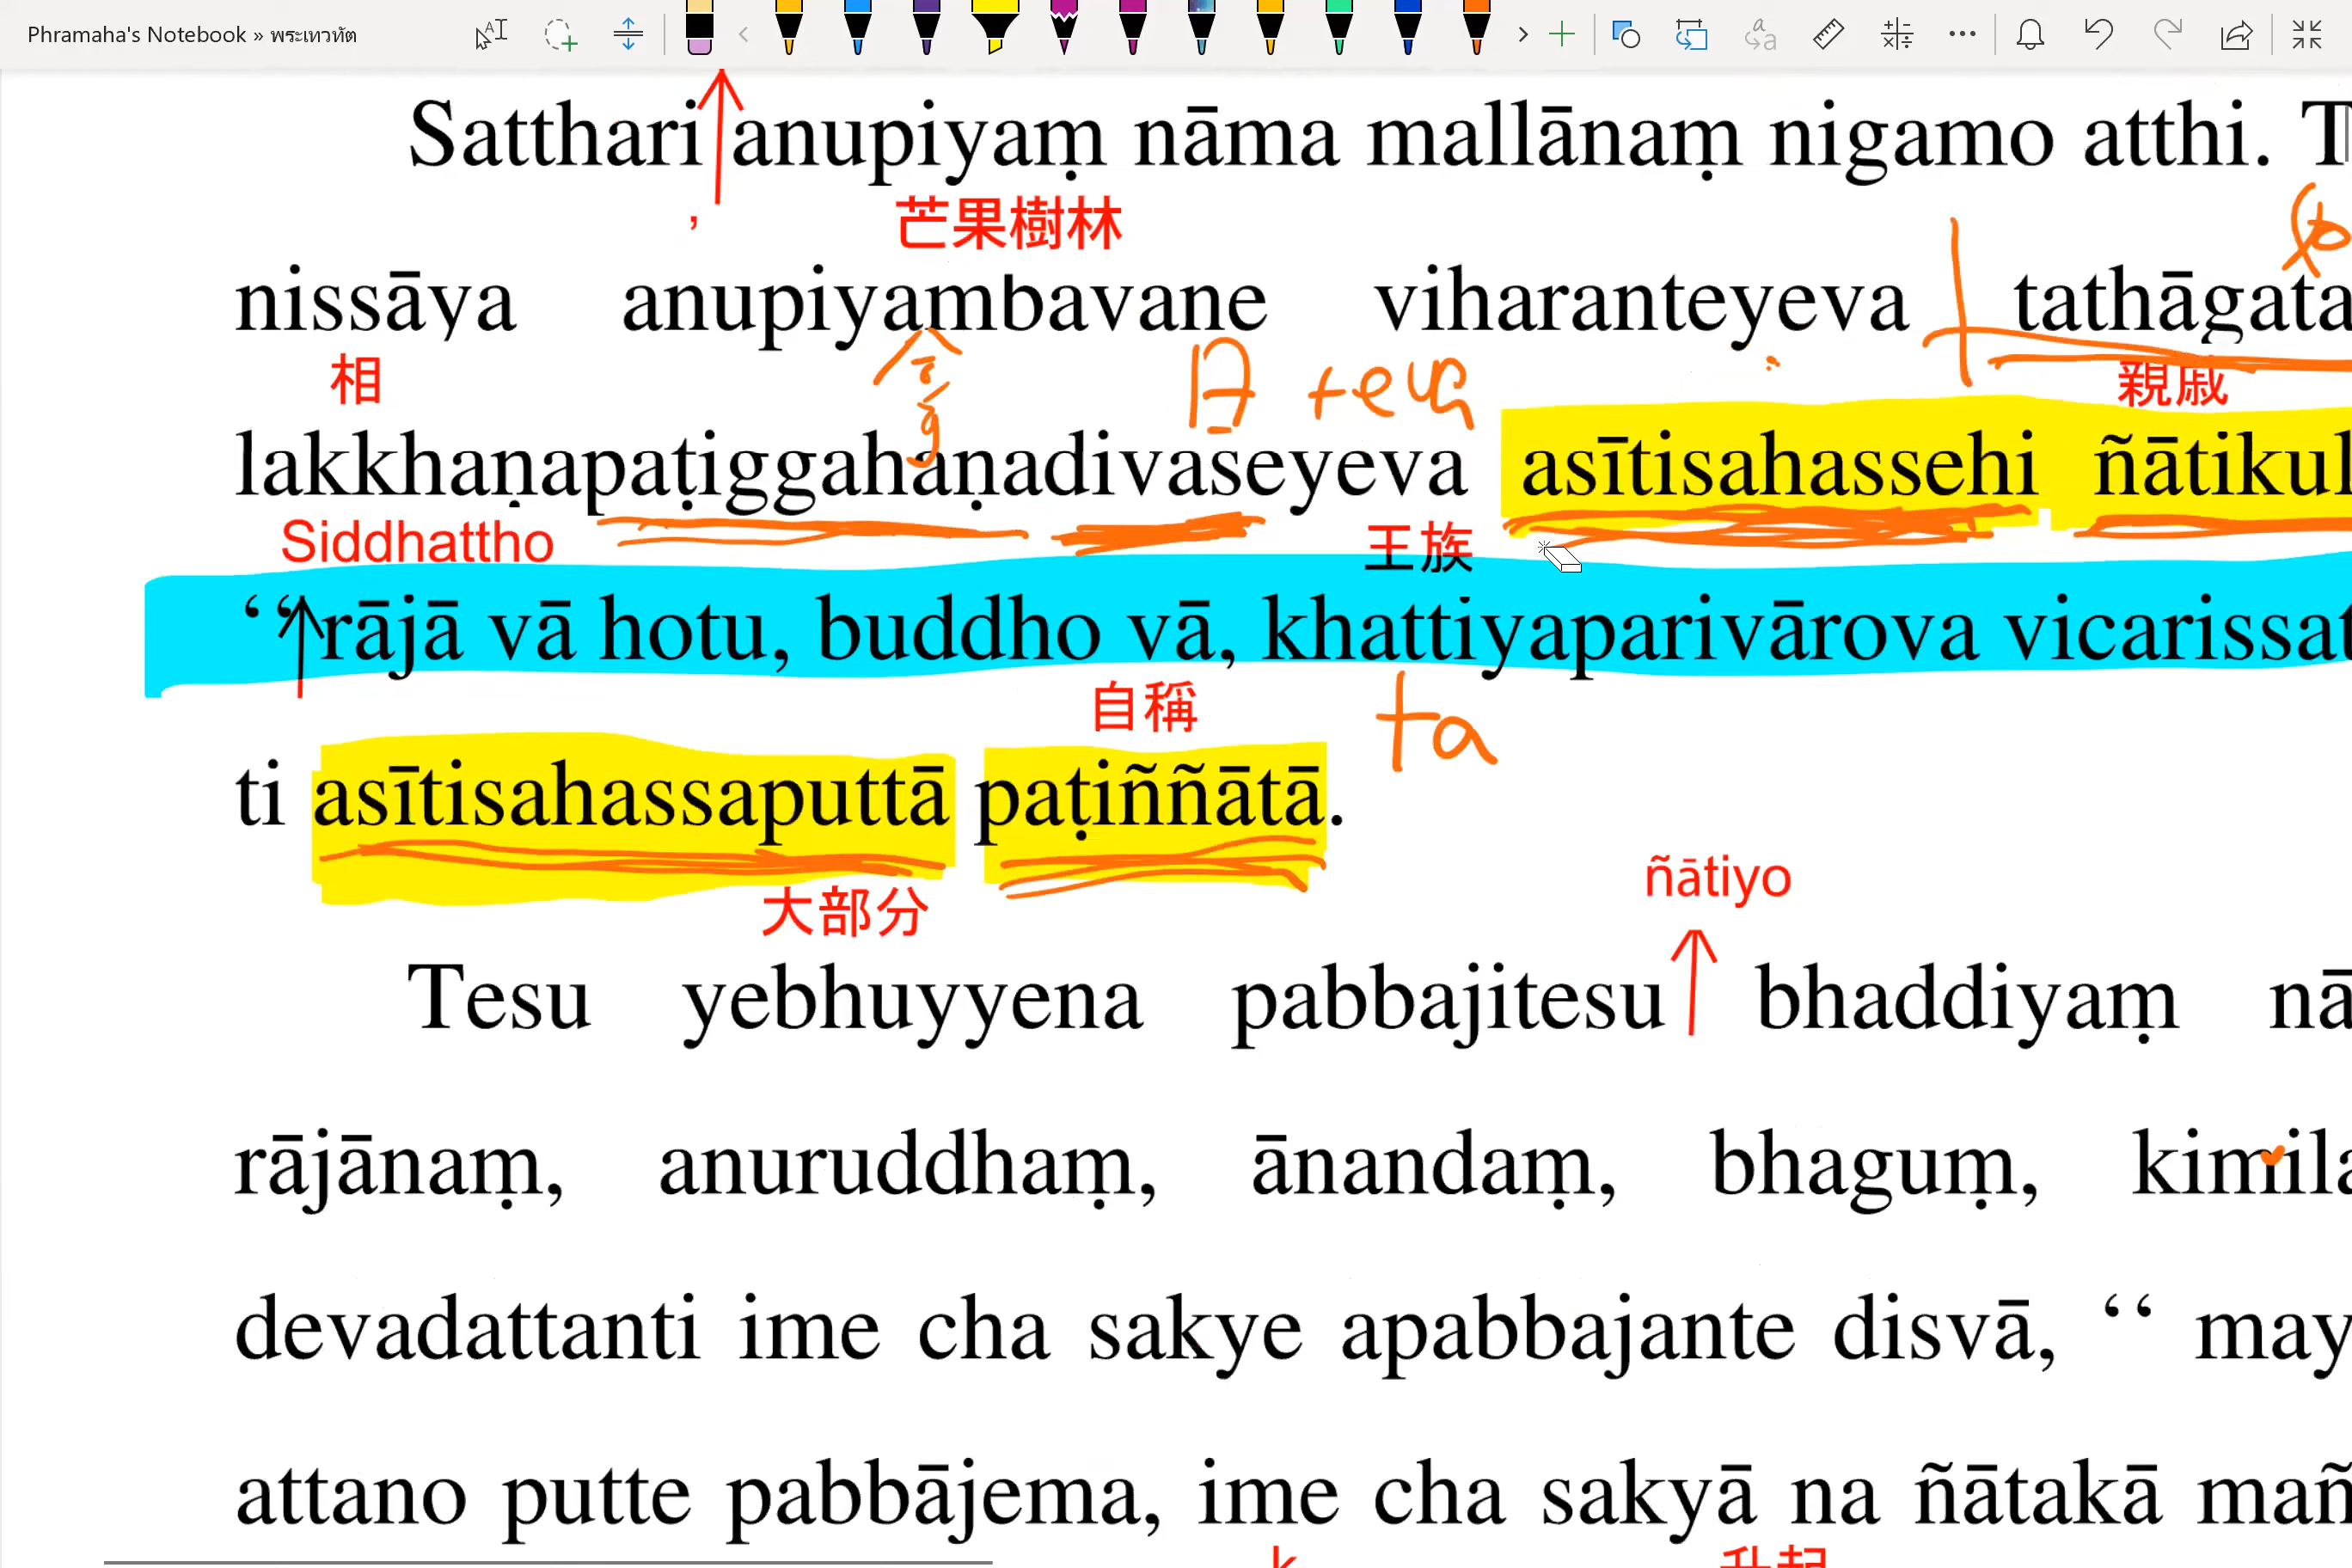 Phramaha's Notebook » พระเทวทัต
Satthari anupiyaṃ nāma mallānaṃ nigamo atthi. T
, 芒果樹林
nissāya anupiyambavane viharanteyeva tathāgata
相 +eva 親戚
lakkhaṇapaṭiggahaṇadivaseyeva asītisahassehi ñātikul
Siddhattho 王族
‘‘rājā vā hotu, buddho vā, khattiyaparivārova vicarissat
自稱 ta
ti asītisahassaputtā paṭiññātā.
大部分 ñātiyo
Tesu yebhuyyena pabbajitesu bhaddiyaṃ nā
rājānaṃ, anuruddhaṃ, ānandaṃ, bhaguṃ, kimila
devadattanti ime cha sakye apabbajante disvā, ‘‘ may
attano putte pabbājema, ime cha sakyā na ñātakā mañ